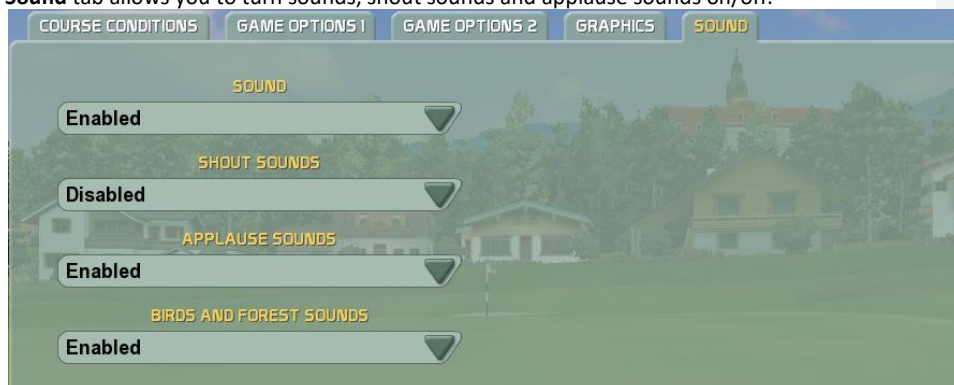 Sound tab allows you to turn sounds, shout sounds and applause sounds on/off.
COURSE CONDITIONS GAME OPTIONS 1 GAME OPTIONS 2 GRAPHICS SOUND
SOUND
Enabled
SHOUT SOUNDS
Disabled
APPLAUSE SOUNDS
Enabled
BIRDS AND FOREST SOUNDS
Enabled